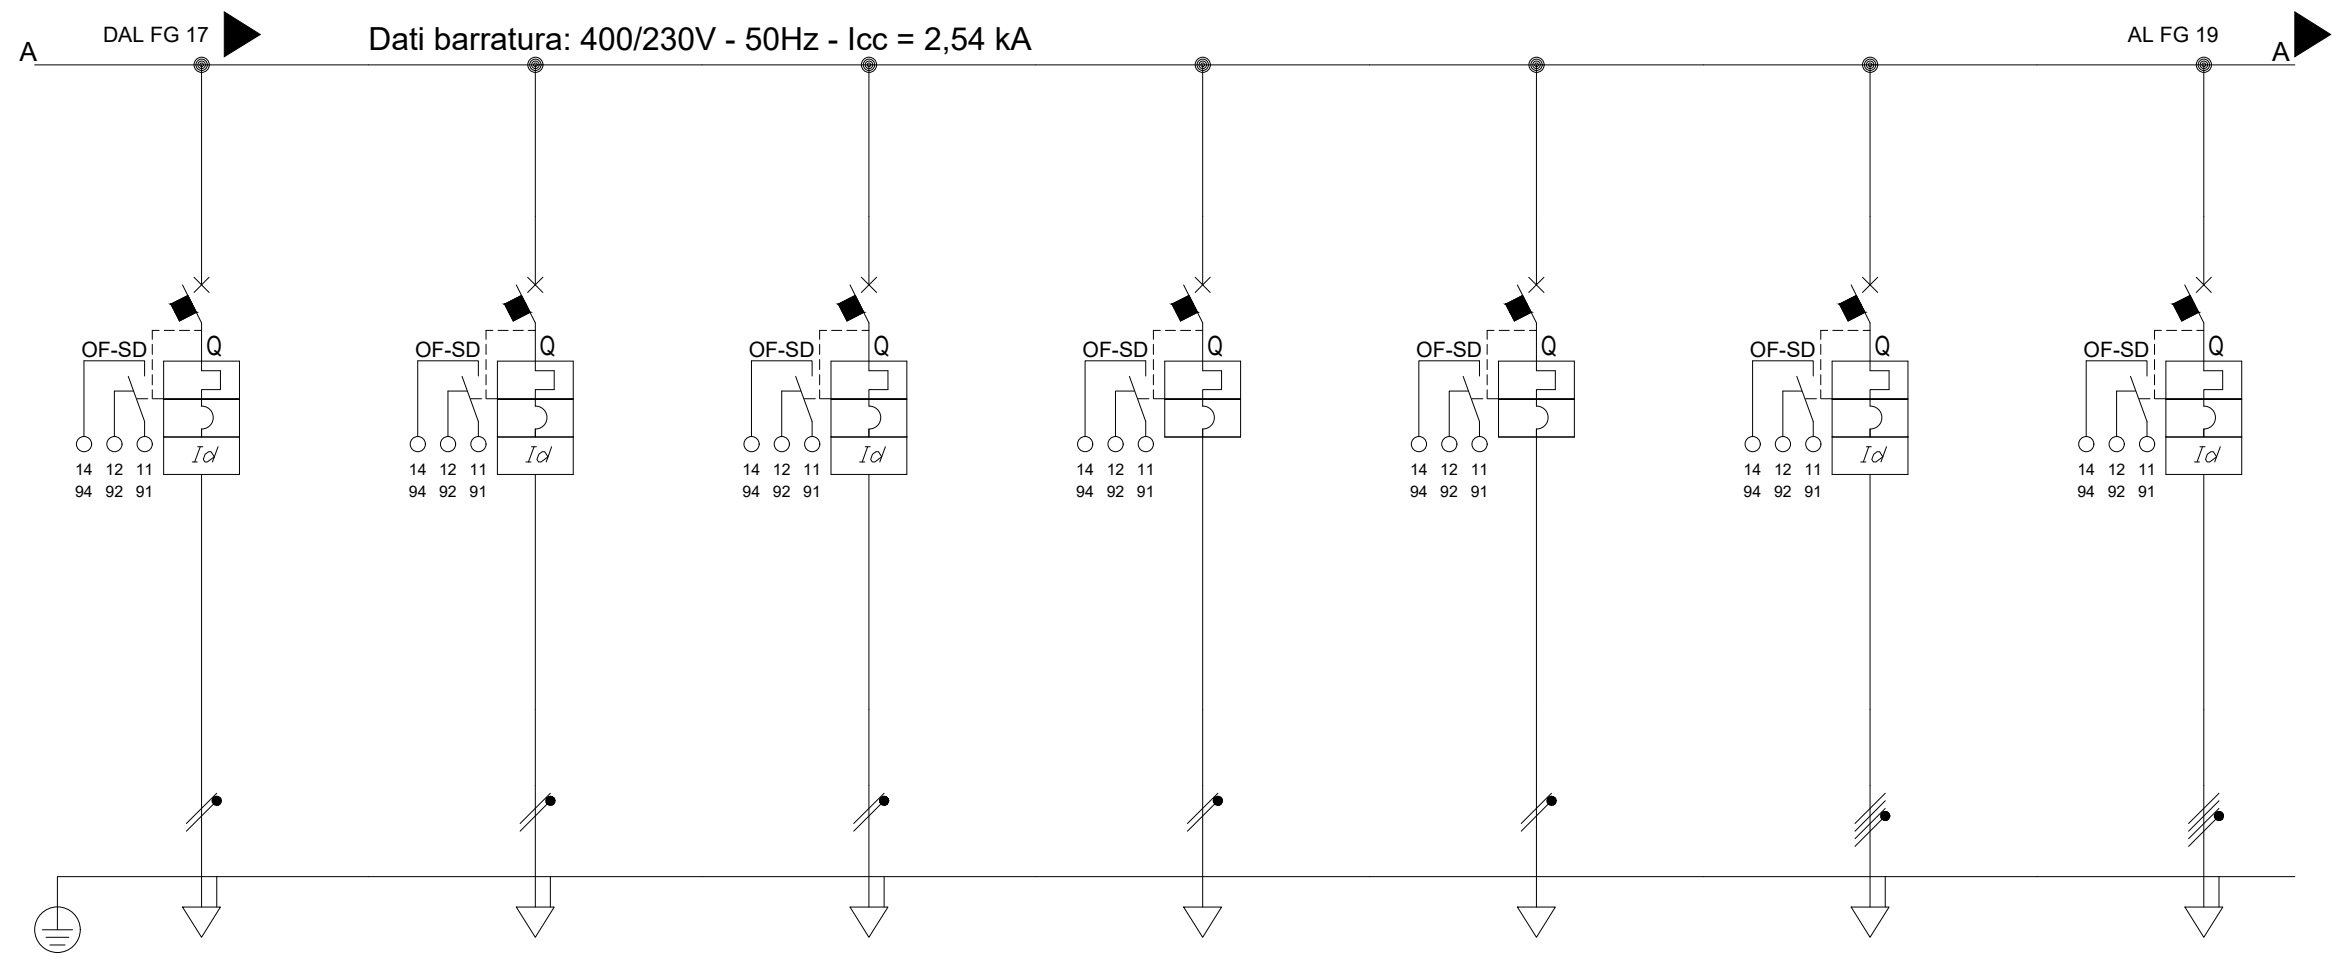 DAL FG 17
Dati barratura: 400/230V - 50Hz - Icc = 2,54 kA
AL FG 19
A
A
OF-SD Q
OF-SD Q
OF-SD Q
OF-SD Q
OF-SD Q
OF-SD Q
OF-SD Q
Id
Id
Id
Id
Id
14 12 11
14 12 11
14 12 11
14 12 11
14 12 11
14 12 11
14 12 11
94 92 91
94 92 91
94 92 91
94 92 91
94 92 91
94 92 91
94 92 91